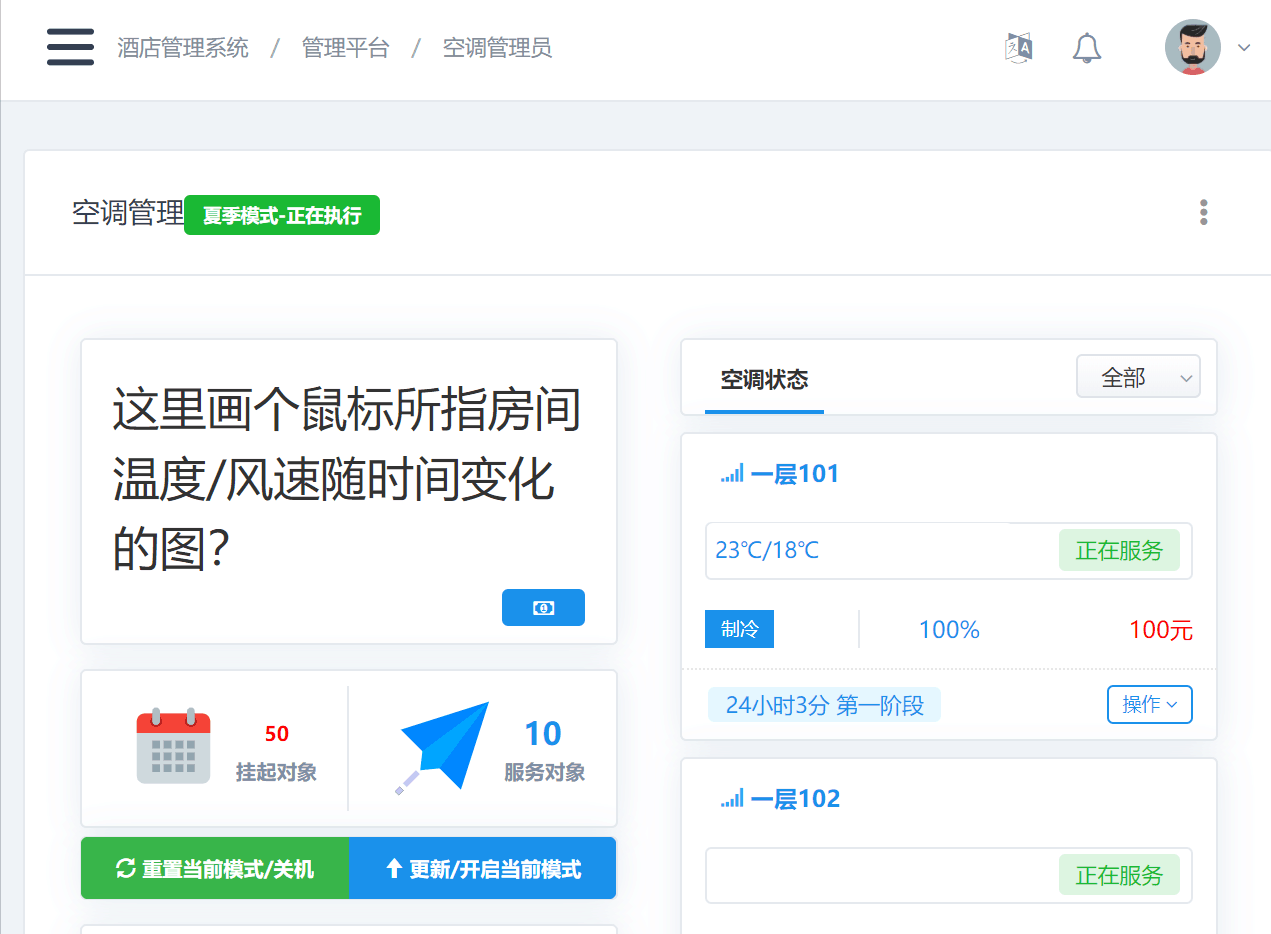 酒店管理系统 / 管理平台 / 空调管理员
空调管理 夏季模式-正在执行
这里画个鼠标所指房间
温度/风速随时间变化
的图?
50
挂起对象
10
服务对象
重置当前模式/关机
更新/开启当前模式
空调状态
全部
一层101
23℃/18℃
正在服务
制冷
100%
100元
24小时3分 第一阶段
操作
一层102
正在服务